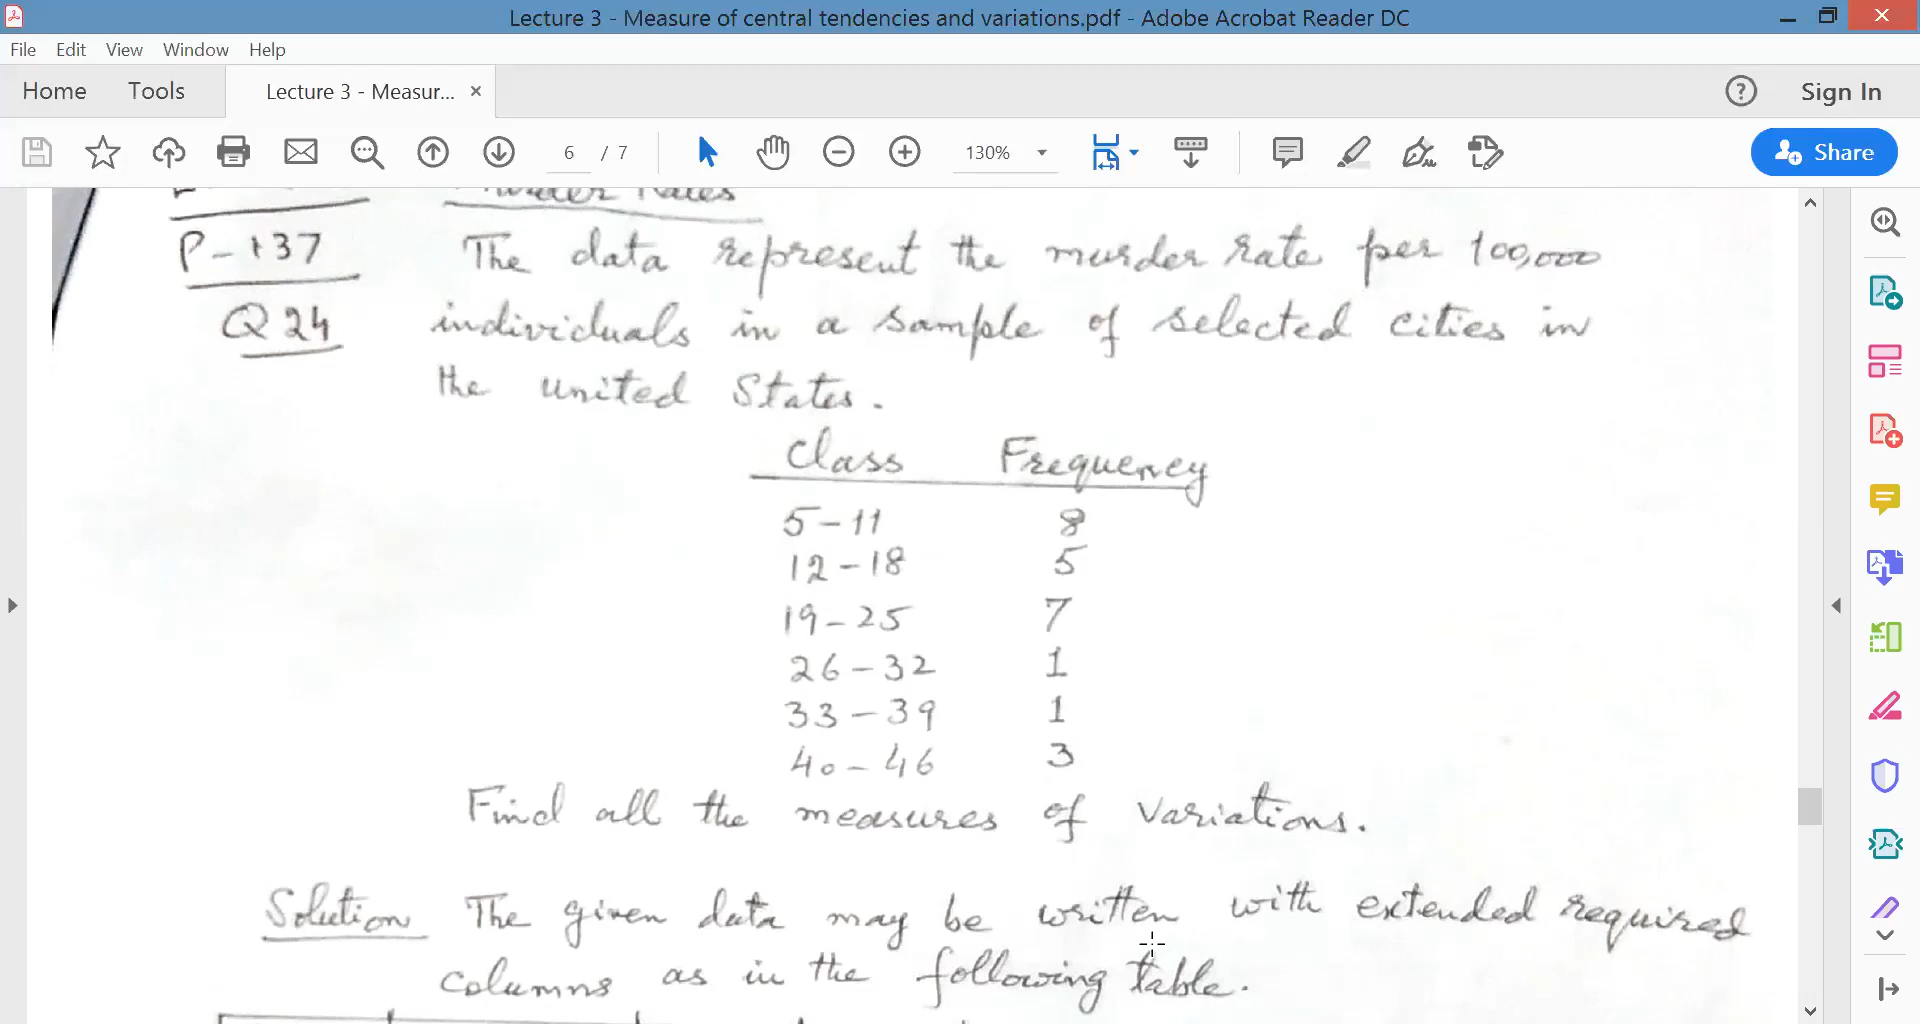 Lecture 3 - Measure of central tendencies and variations.pdf - Adobe Acrobat Reader DC
File Edit View Window Help
Home Tools Lecture 3 - Measur... × Sign In
6 / 7 130% Share
Murder Rates
P-137 The data represent the murder rate per 100,000
Q24 individuals in a sample of selected cities in
the united States.
Class Frequency
5-11 8
12-18 5
19-25 7
26-32 1
33-39 1
40-46 3
Find all the measures of variations.
Solution The given data may be written with extended required
columns as in the following table.